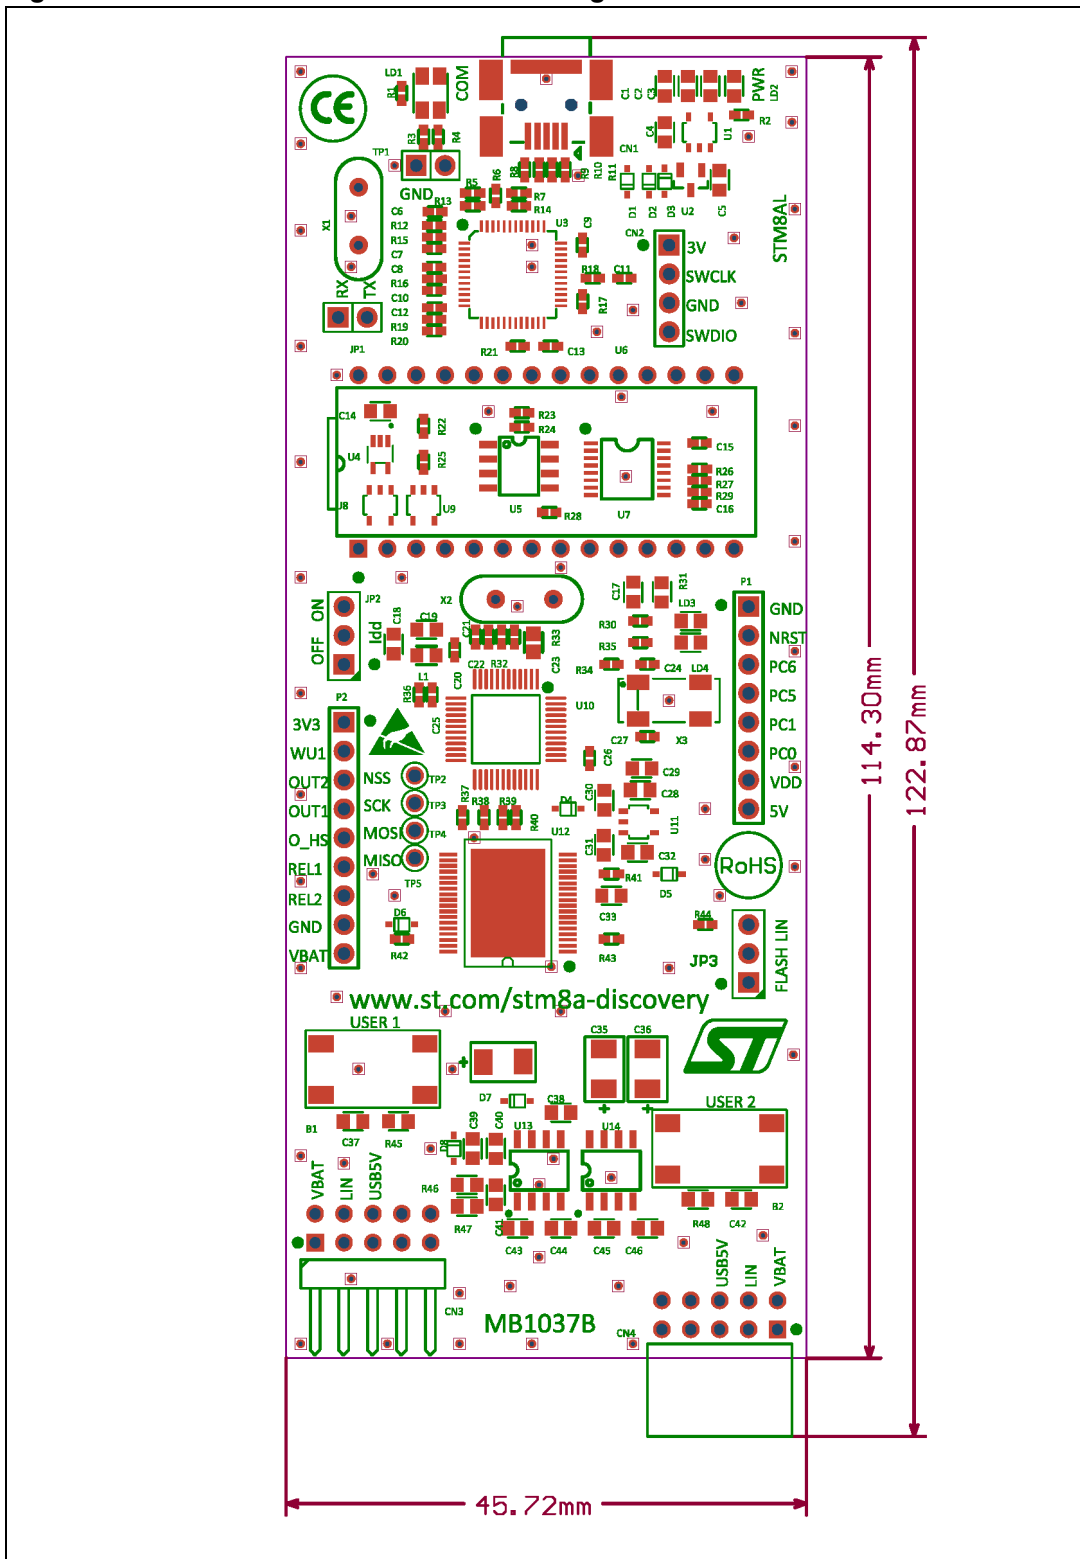 LD1
COM
C1
C2
C3
PWR
LD2
R1
CE
R3
R4
C4
U1
R2
TP1
CN1
GND
R5
R6
R8
R9
R10
R11
R7
R14
D1
D2
D3
U2
C5
STM8AL
X1
R13
C6
R12
R15
C7
C8
R16
C10
C12
R19
R20
U3
C9
CN2
3V
SWCLK
GND
SWDIO
R18
C11
R17
RX
TX
JP1
R21
C13
U6
C14
R22
R23
R24
C15
U4
R25
R26
R27
R29
C16
J8
U9
U5
R28
U7
JP2
ON
OFF
Idd
C18
C19
X2
C21
C22
R32
R33
C23
C20
L1
C17
R31
LD3
R30
R35
R34
C24
LD4
P1
GND
NRST
PC6
PC5
PC1
PC0
VDD
5V
P2
R36
C25
U10
X3
C27
C26
C29
C28
3V3
WU1
OUT2
OUT1
O_HS
REL1
REL2
GND
VBAT
NSS
SCK
MOSI
MISO
TP2
TP3
TP4
TP5
R37
R38
R39
R40
D4
U12
C30
C31
U11
C32
R41
D5
C33
R43
RoHS
D6
R42
R44
JP3
FLASH LIN
www.st.com/stm8a-discovery
USER 1
C35
C36
ST
D7
C38
USER 2
B1
C37
R45
D8
C39
C40
U13
U14
VBAT
LIN
USB5V
R46
R47
C41
C43
C44
C45
C46
R48
C42
B2
USB5V
LIN
VBAT
CN3
MB1037B
CN4
114.30mm
122.87mm
45.72mm